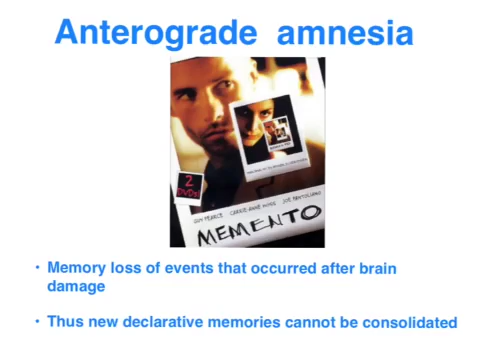 Anterograde amnesia
2
DVDs!
GUY PEARCE CARRIE-ANNE MOSS JOE PANTOLIANO
MEMENTO
• Memory loss of events that occurred after brain
damage
• Thus new declarative memories cannot be consolidated